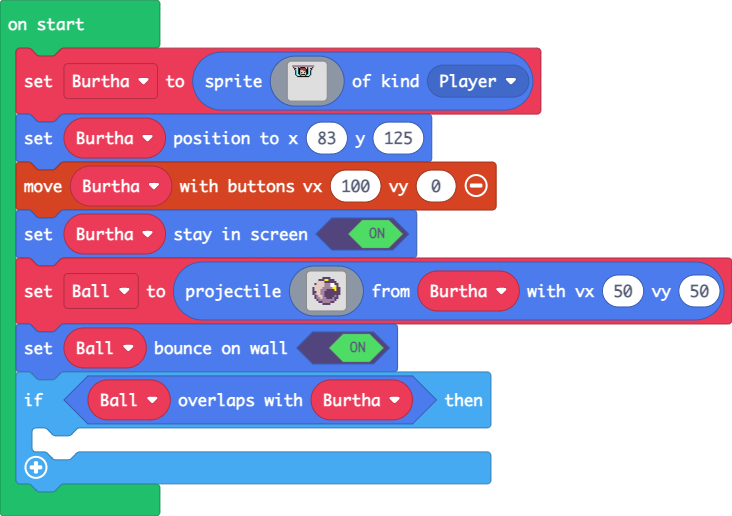 on start
set Burtha to sprite of kind Player
set Burtha position to x 83 y 125
move Burtha with buttons vx 100 vy 0
set Burtha stay in screen ON
set Ball to projectile from Burtha with vx 50 vy 50
set Ball bounce on wall ON
if Ball overlaps with Burtha then